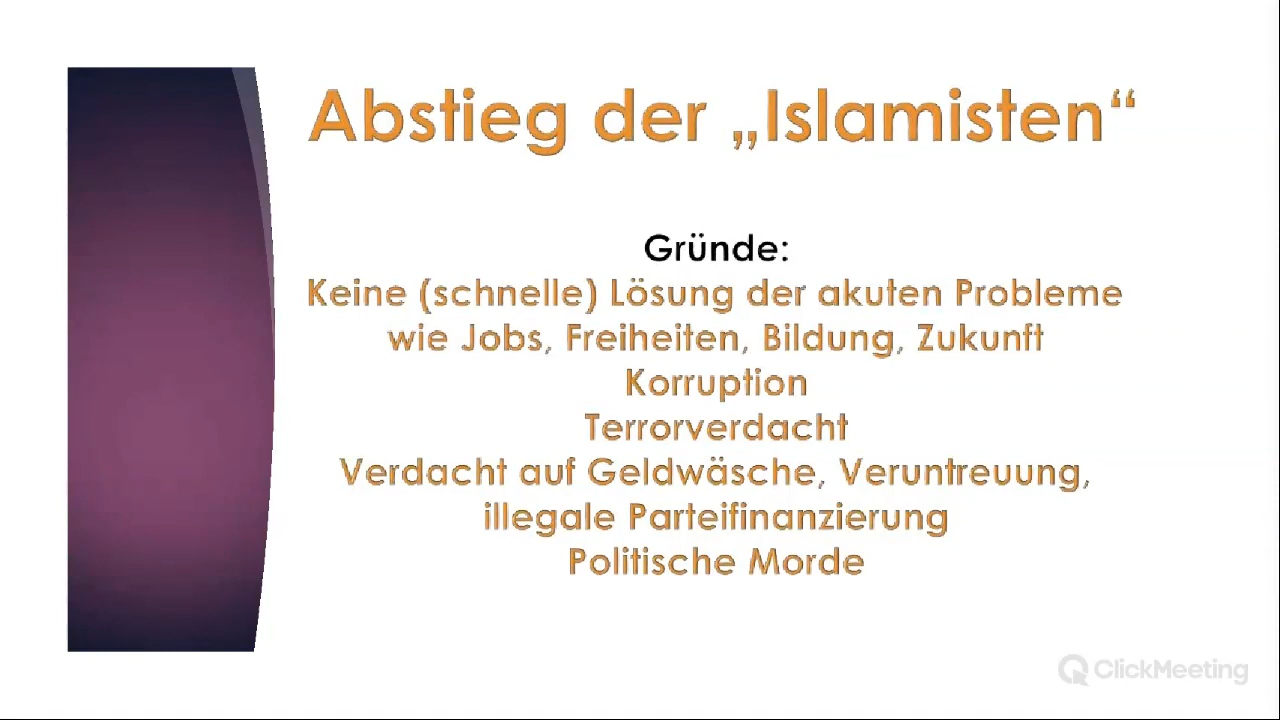 Abstieg der „Islamisten“
Gründe:
Keine (schnelle) Lösung der akuten Probleme
wie Jobs, Freiheiten, Bildung, Zukunft
Korruption
Terrorverdacht
Verdacht auf Geldwäsche, Veruntreuung,
illegale Parteifinanzierung
Politische Morde
ClickMeeting